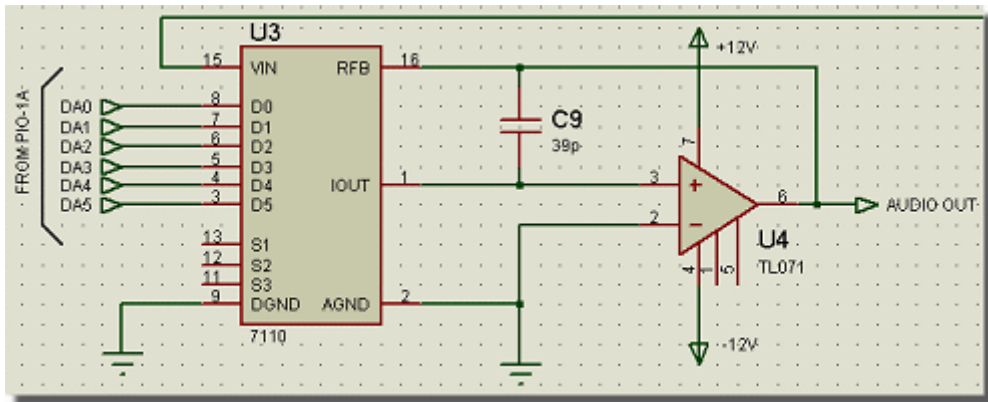 U3
+12V
15 VIN RFB 16
DA0 8 D0
DA1 7 D1
DA2 6 D2
DA3 5 D3
DA4 4 D4
DA5 3 D5
FROM PIO-1A
IOUT 1
C9
39p
7
3 +
2 −
6
AUDIO OUT
U4
TL071
4 1 5
13 S1
12 S2
11 S3
9 DGND AGND 2
7110
-12V